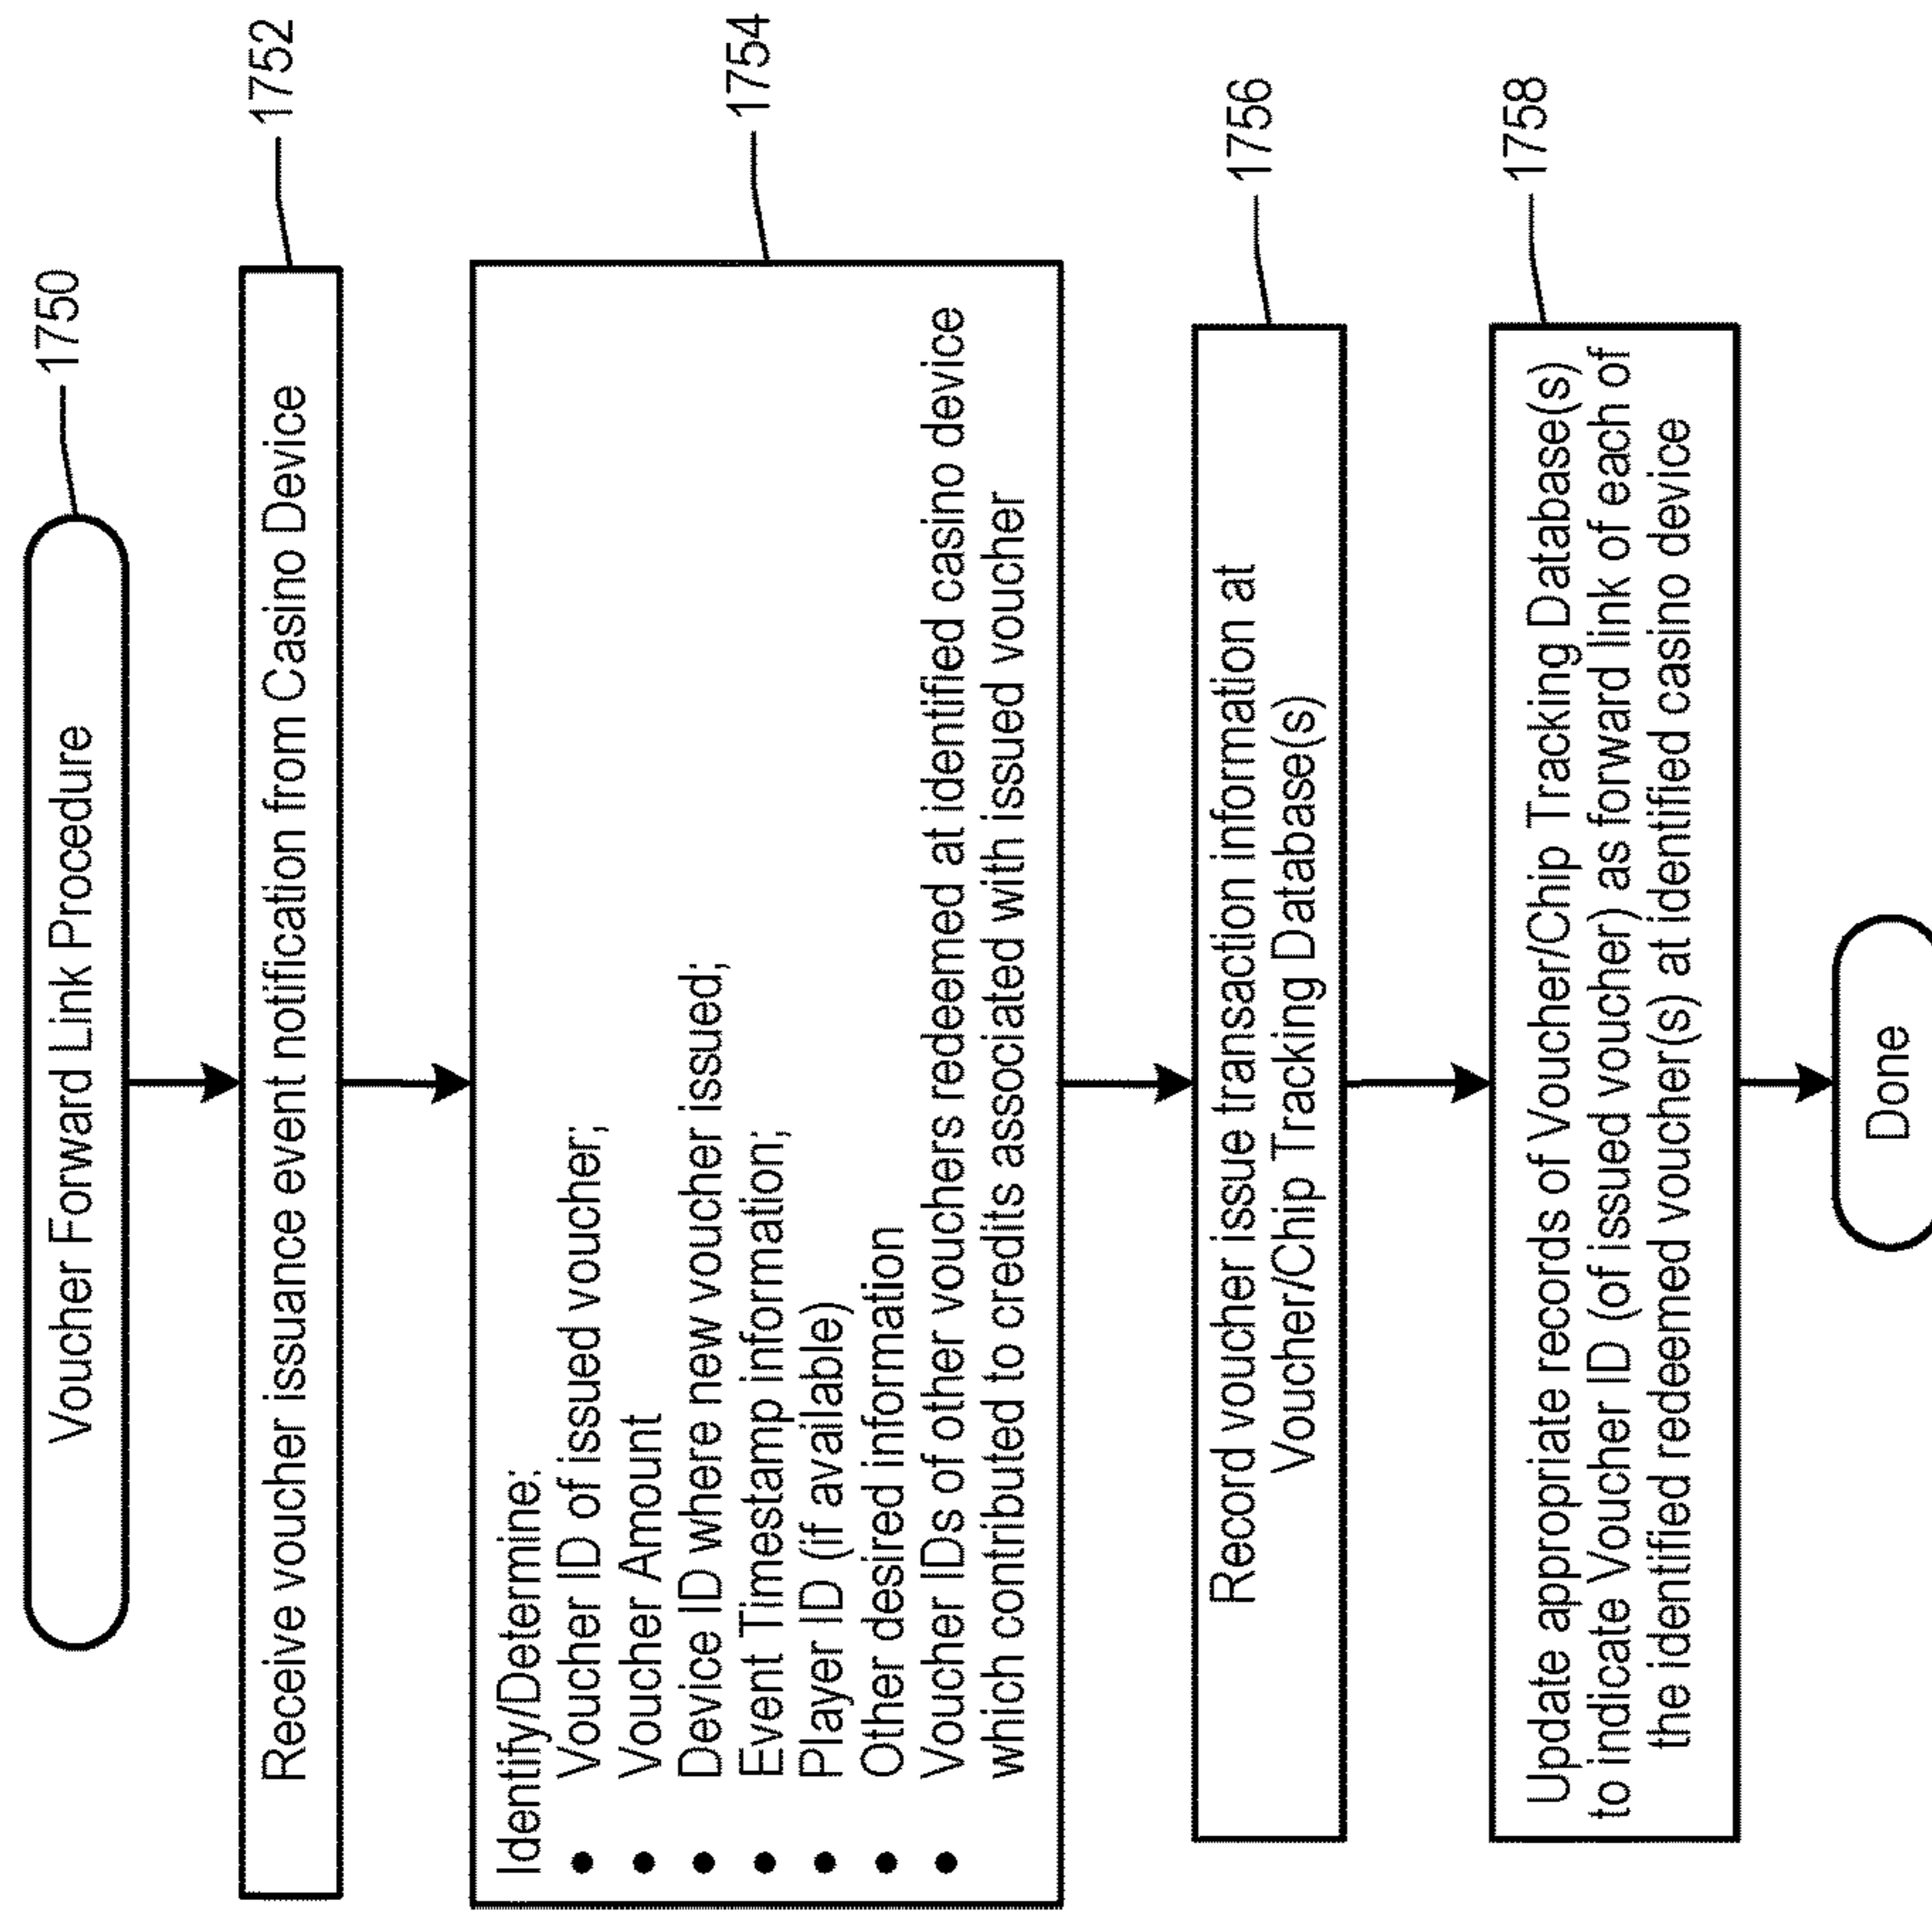 Voucher Forward Link Procedure
1750
Receive voucher issuance event notification from Casino Device
1752
Identify/Determine:
• Voucher ID of issued voucher;
• Voucher Amount
• Device ID where new voucher issued;
• Event Timestamp information;
• Player ID (if available)
• Other desired information
• Voucher IDs of other vouchers redeemed at identified casino device
which contributed to credits associated with issued voucher
1754
Record voucher issue transaction information at
Voucher/Chip Tracking Database(s)
1756
Update appropriate records of Voucher/Chip Tracking Database(s)
to indicate Voucher ID (of issued voucher) as forward link of each of
the identified redeemed voucher(s) at identified casino device
1758
Done